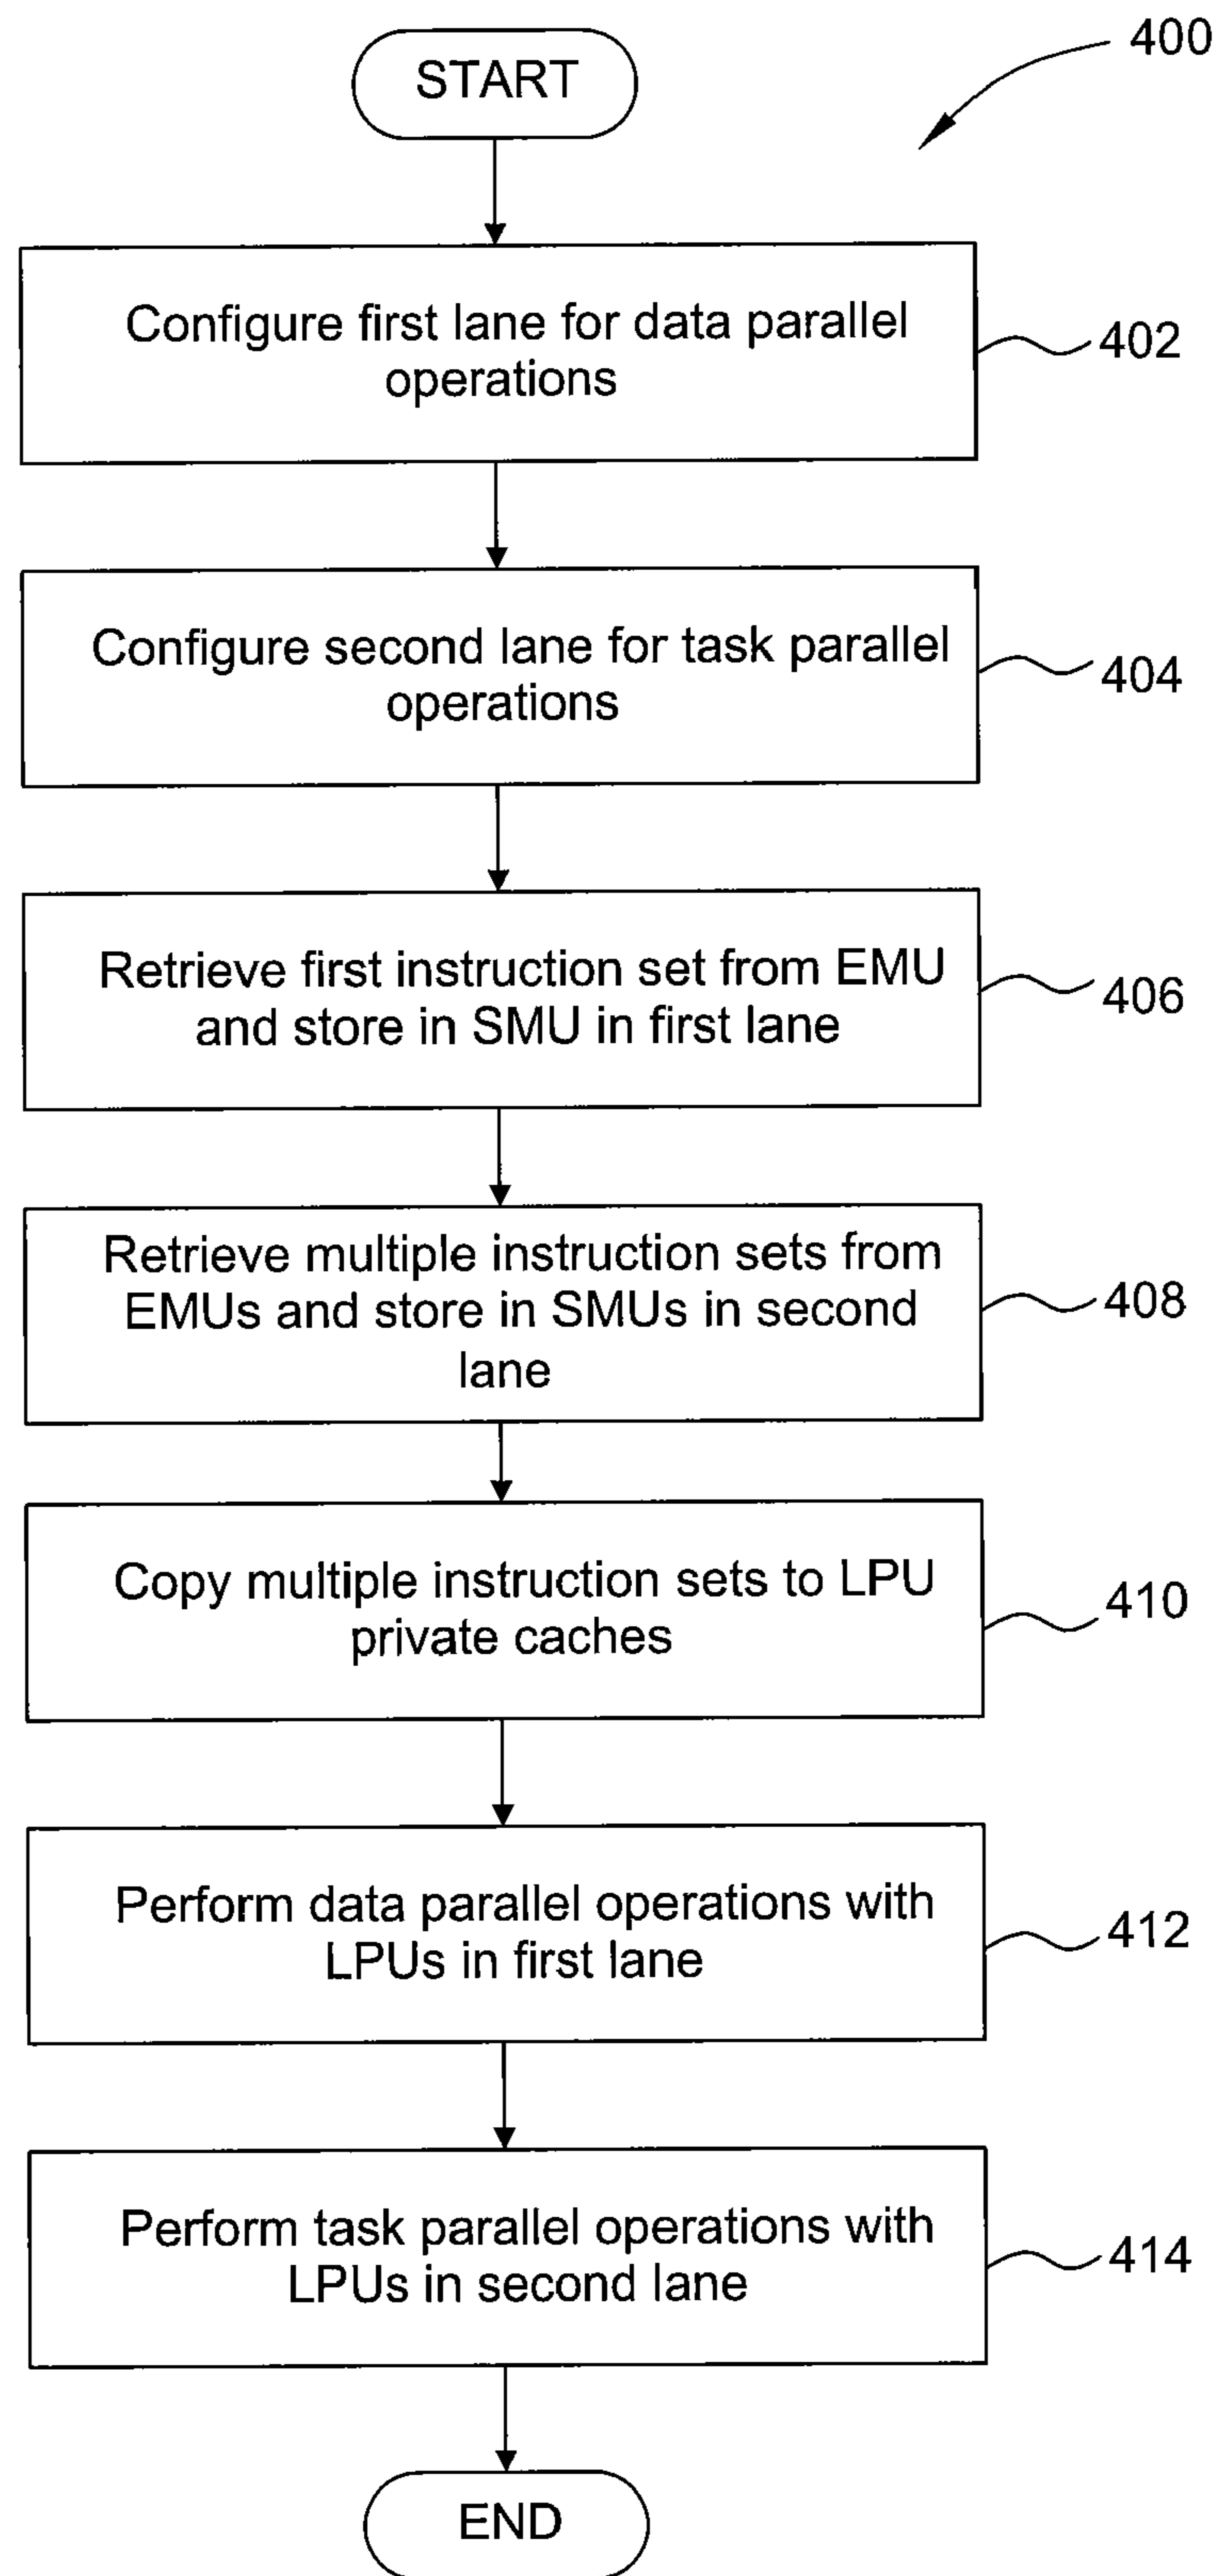 START
400
Configure first lane for data parallel
operations
402
Configure second lane for task parallel
operations
404
Retrieve first instruction set from EMU
and store in SMU in first lane
406
Retrieve multiple instruction sets from
EMUs and store in SMUs in second
lane
408
Copy multiple instruction sets to LPU
private caches
410
Perform data parallel operations with
LPUs in first lane
412
Perform task parallel operations with
LPUs in second lane
414
END